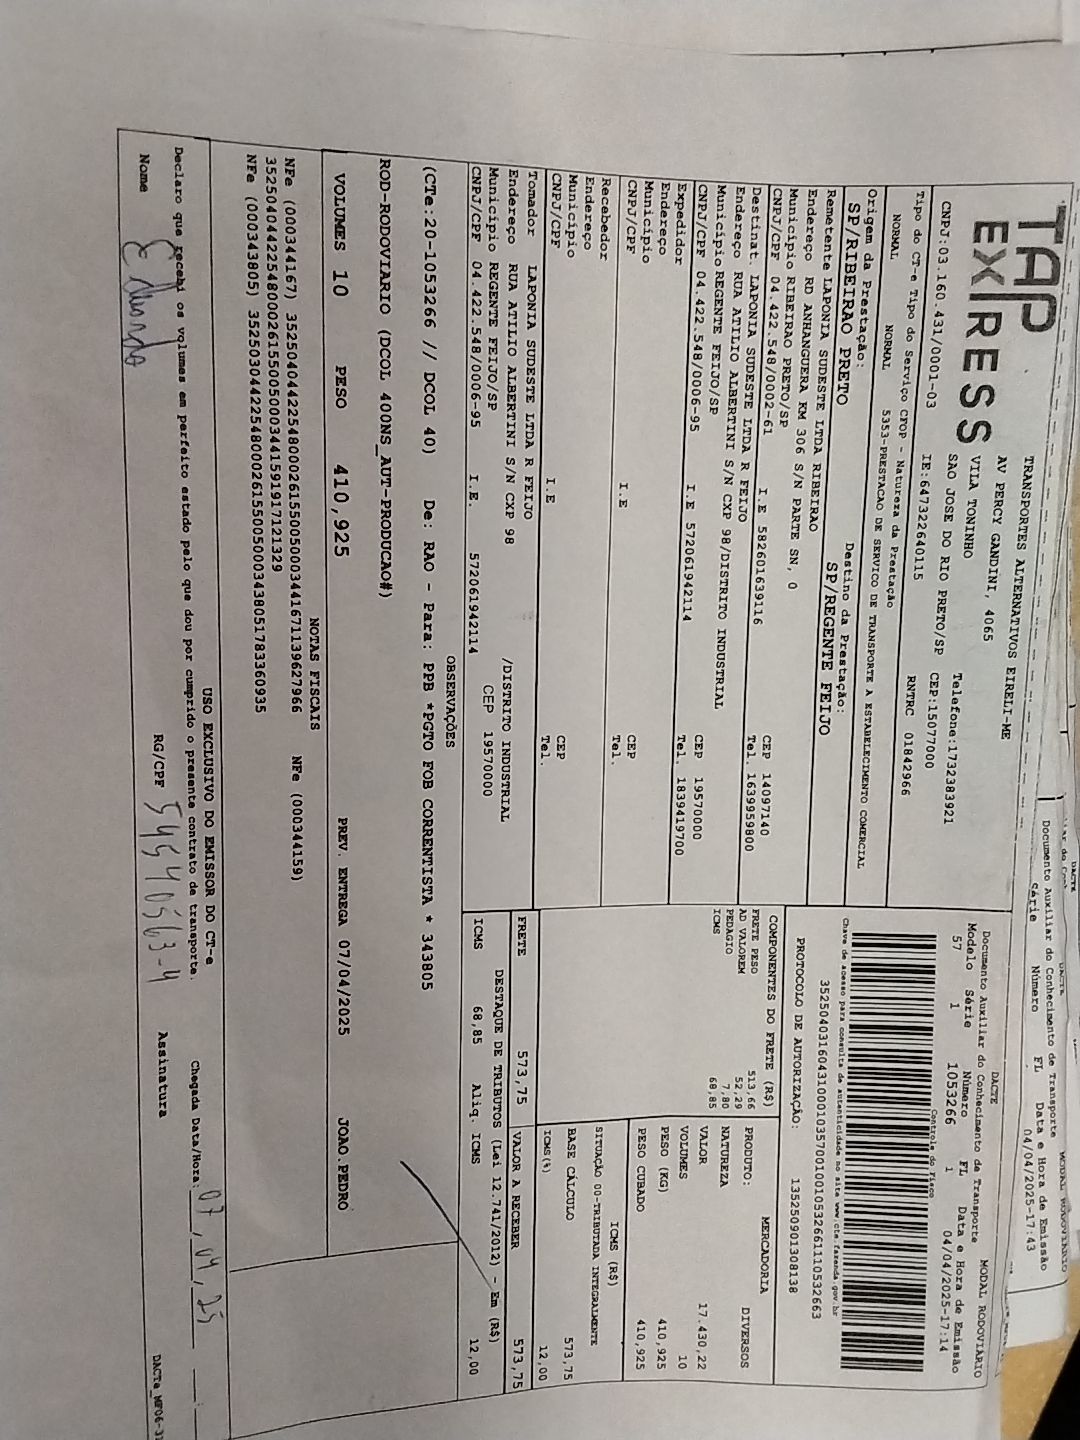 TAP
EXPRESS
TRANSPORTES ALTERNATIVOS EIRELI-ME
AV PERCY GANDINI, 4065
VILA TONINHO
SAO JOSE DO RIO PRETO/SP CEP:15077000
Telefone:1732383921
CNPJ:03.160.431/0001-03 IE:647322640115 RNTRC 01842966
Tipo do CT-e Tipo do Serviço CFOP - Natureza da Prestação
NORMAL NORMAL 5353-PRESTACAO DE SERVICO DE TRANSPORTE A ESTABELECIMENTO COMERCIAL
Origem da Prestação: Destino da Prestação:
SP/RIBEIRAO PRETO SP/REGENTE FEIJO
Remetente LAPONIA SUDESTE LTDA RIBEIRAO
Endereço RD ANHANGUERA KM 306 S/N PARTE SN, 0
Municipio RIBEIRAO PRETO/SP CEP 14097140
CNPJ/CPF 04.422.548/0002-61 I.E 582601639116 Tel. 1639959800
Destinat. LAPONIA SUDESTE LTDA R FEIJO
Endereço RUA ATILIO ALBERTINI S/N CXP 98/DISTRITO INDUSTRIAL
Municipio REGENTE FEIJO/SP CEP 19570000
CNPJ/CPF 04.422.548/0006-95 I.E 572061942114 Tel. 1839419700
Expedidor
Endereço
Municipio CEP
CNPJ/CPF I.E Tel.
Recebedor
Endereço
Municipio CEP
CNPJ/CPF I.E Tel.
Tomador LAPONIA SUDESTE LTDA R FEIJO
Endereço RUA ATILIO ALBERTINI S/N CXP 98 /DISTRITO INDUSTRIAL
Municipio REGENTE FEIJO/SP CEP 19570000
CNPJ/CPF 04.422.548/0006-95 I.E. 572061942114
DACTE MODAL RODOVIÁRIO
Documento Auxiliar do Conhecimento de Transporte
Série Número FL Data e Hora de Emissão
04/04/2025-17:43
DACTE MODAL RODOVIÁRIO
Documento Auxiliar do Conhecimento de Transporte
Modelo Série Número FL Data e Hora de Emissão
57 1 1053266 1 04/04/2025-17:14
Controle do Fisco
Chave de acesso para consulta de autenticidade no site www.cte.fazenda.gov.br
35250403160431000103570010010532661110532663
PROTOCOLO DE AUTORIZAÇÃO: 135250901308138
COMPONENTES DO FRETE (R$)
FRETE PESO 513,66
AD VALOREM 52,29
PEDAGIO 7,80
ICMS 68,85
MERCADORIA
PRODUTO: DIVERSOS
NATUREZA
VALOR 17.430,22
VOLUMES 10
PESO (KG) 410,925
PESO CUBADO 410,925
ICMS (R$)
SITUAÇÃO 00-TRIBUTADA INTEGRALMENTE
BASE CÁLCULO 573,75
ICMS(%) 12,00
FRETE 573,75 VALOR A RECEBER 573,75
DESTAQUE DE TRIBUTOS (Lei 12.741/2012) - Em (R$)
ICMS 68,85 Aliq. ICMS 12,00
OBSERVAÇÕES
(CTe:20-1053266 // DCOL 40) De: RAO - Para: PPB *PGTO FOB CORRENTISTA * 343805
ROD-RODOVIARIO (DCOL 400NS_AUT-PRODUCAO#)
VOLUMES 10 PESO 410,925 PREV. ENTREGA 07/04/2025 JOAO.PEDRO
NOTAS FISCAIS
NFe (000344167) 35250404422548000261550050003441671139627966 NFe (000344159)
35250404422548000261550050003441591917121329
NFe (000343805) 35250304422548000261550050003438051783360935
USO EXCLUSIVO DO EMISSOR DO CT-e
Declaro que recebi os volumes em perfeito estado pelo que dou por cumprido o presente contrato de transporte. Chegada Data/Hora: 07, 04, 25
Nome Eduardo RG/CPF 54540563-4 Assinatura